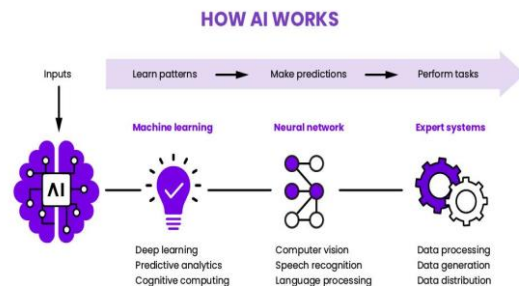 HOW AI WORKS
Inputs
Learn patterns
Make predictions
Perform tasks
Machine learning
Neural network
Expert systems
AI
Deep learning
Predictive analytics
Cognitive computing
Computer vision
Speech recognition
Language processing
Data processing
Data generation
Data distribution